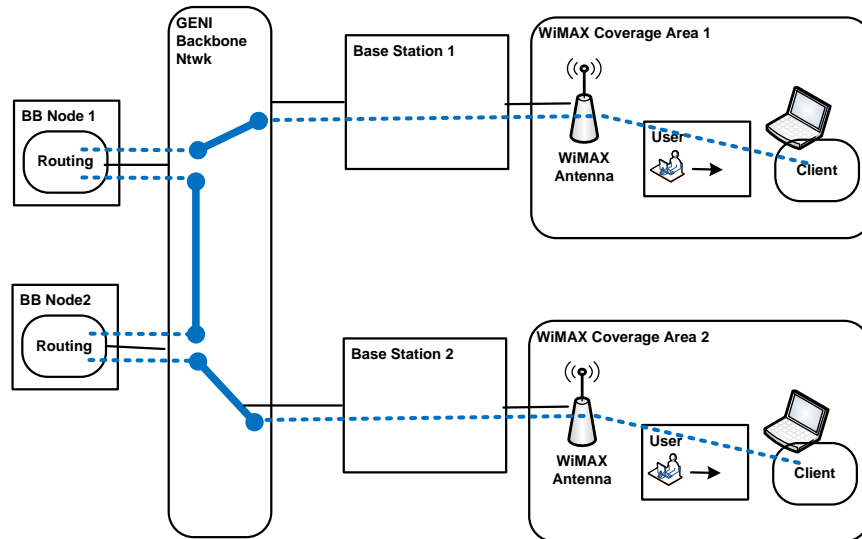 GENI
Backbone
Ntwk
WiMAX Coverage Area 1
Base Station 1
BB Node 1
Routing
User
WiMAX
Antenna
Client
BB Node2
Routing
WiMAX Coverage Area 2
Base Station 2
User
WiMAX
Antenna
Client